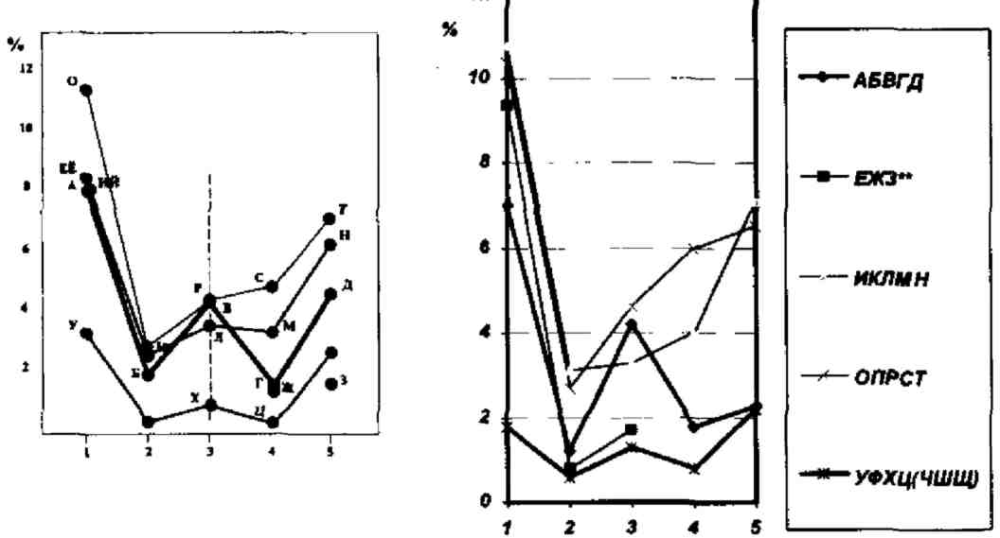 %
12
10
8
6
4
2
О
ЕЁ
А
ИЙ
У
Б
Р
В
Л
Х
С
М
Г
Ж
Ц
Т
Н
Д
З
1 2 3 4 5
%
10
8
6
4
2
0
1 2 3 4 5
АБВГД
ЕЖЗ**
ИКЛМН
ОПРСТ
УФХЦ(ЧШЩ)